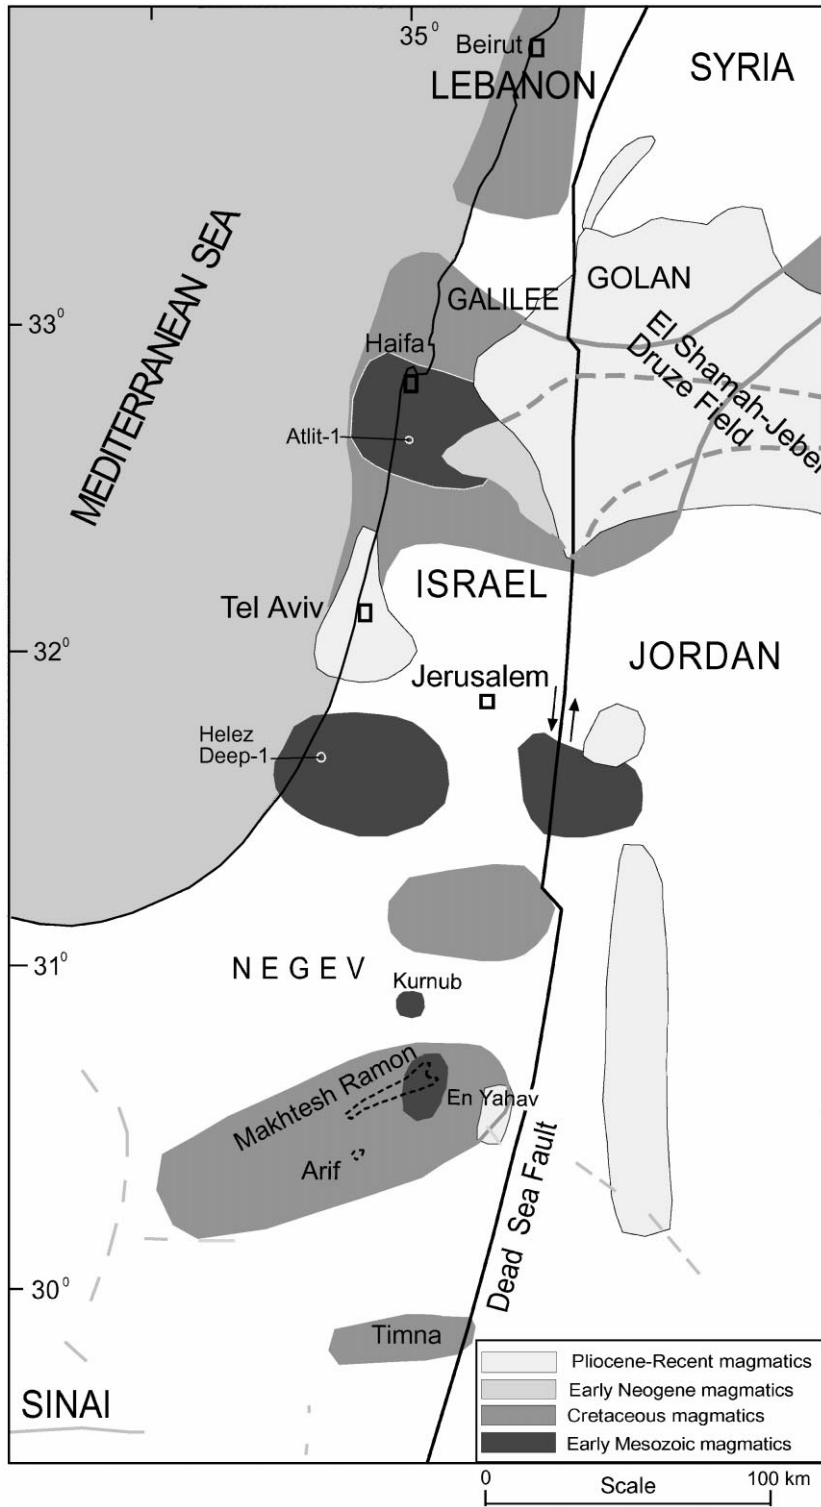 35°
Beirut
LEBANON
SYRIA
MEDITERRANEAN SEA
GALILEE
GOLAN
33°
Haifa
El Shamah-Jebel
Druze Field
Atlit-1
ISRAEL
Tel Aviv
32°
JORDAN
Jerusalem
Helez
Deep-1
31°
NEGEV
Kurnub
Makhtesh Ramon
En Yahav
Arif
Dead Sea Fault
30°
Timna
SINAI
Pliocene-Recent magmatics
Early Neogene magmatics
Cretaceous magmatics
Early Mesozoic magmatics
0
Scale
100 km